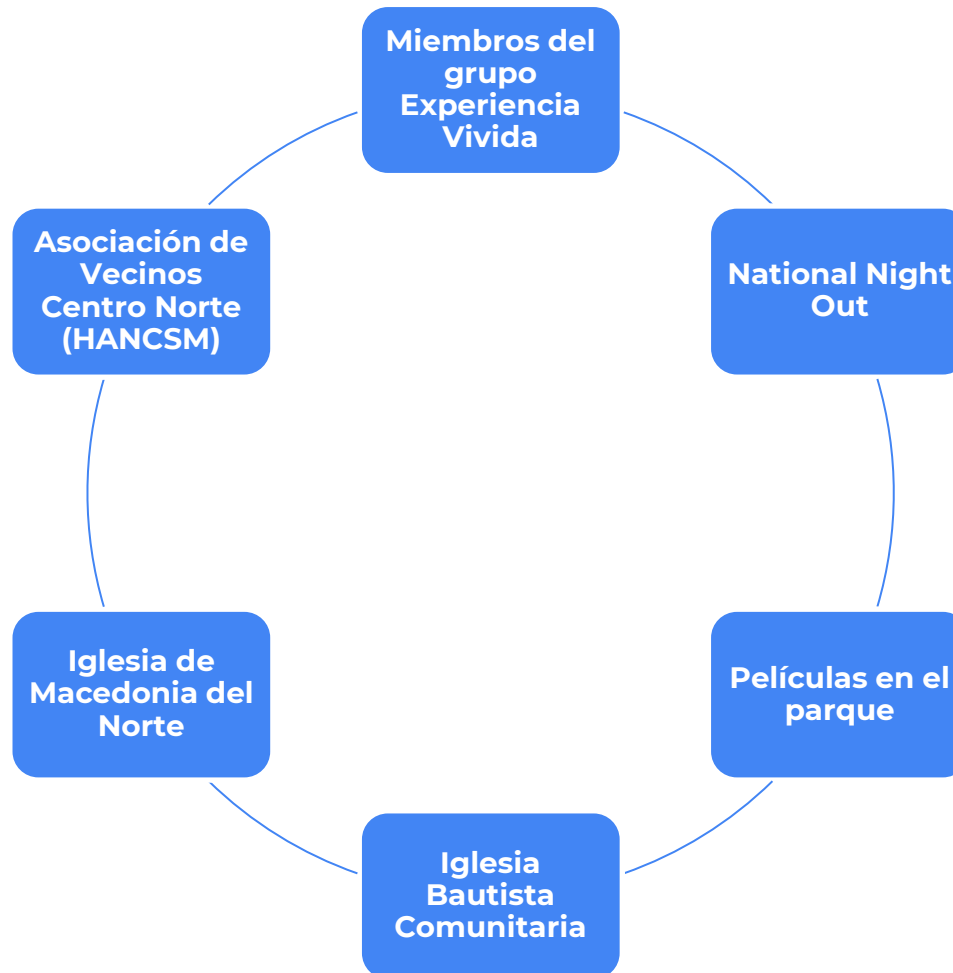 Miembros del
grupo
Experiencia
Vivida
Asociación de
Vecinos
Centro Norte
(HANCSM)
National Night
Out
Iglesia de
Macedonia del
Norte
Películas en el
parque
Iglesia
Bautista
Comunitaria